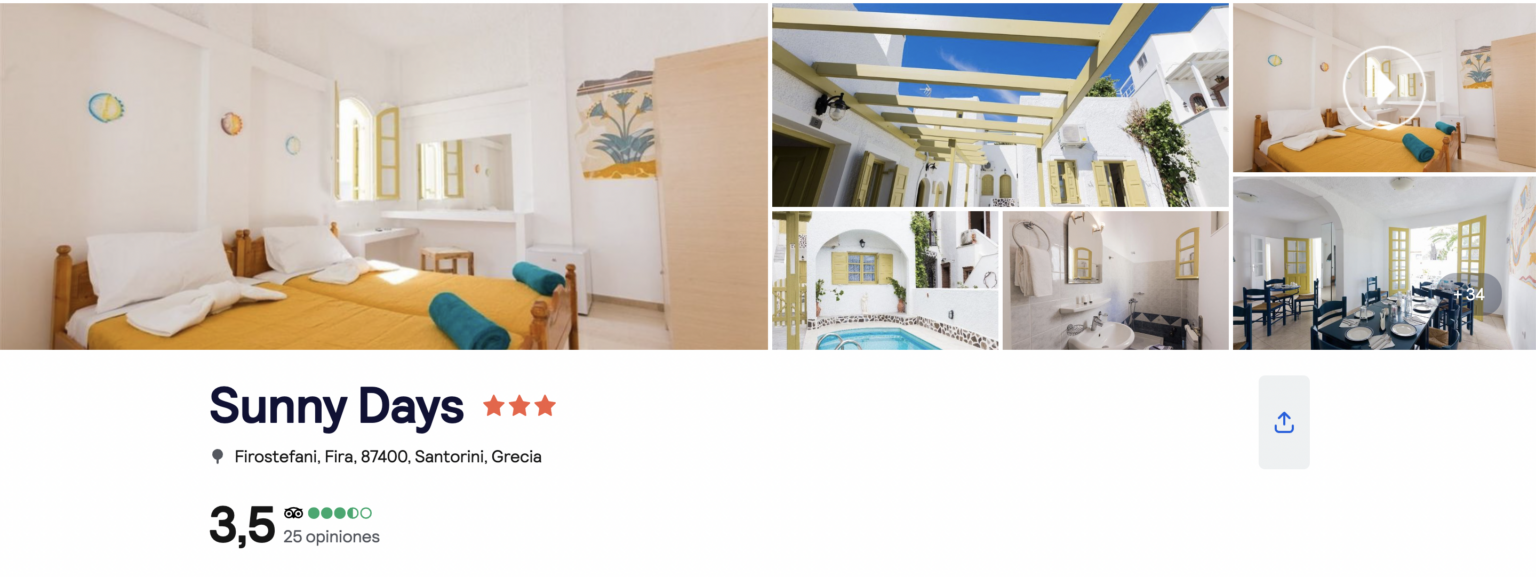 +34
Sunny Days
Firostefani, Fira, 87400, Santorini, Grecia
3,5
25 opiniones